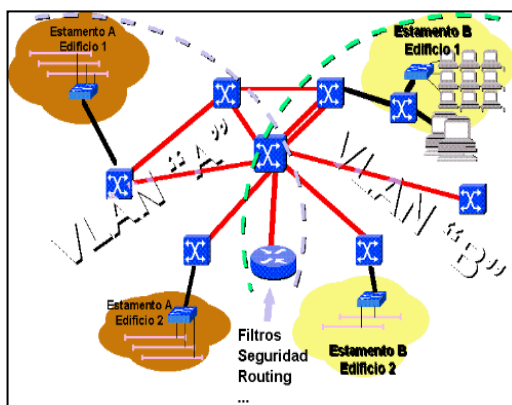 Estamento A
Edificio 1
Estamento B
Edificio 1
VLAN “A”
VLAN “B”
Estamento A
Edificio 2
Filtros
Seguridad
Routing
...
Estamento B
Edificio 2